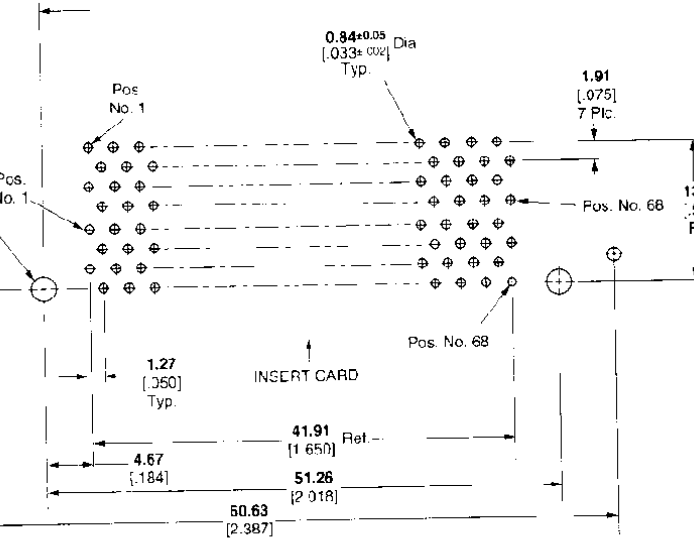 0.84±0.05 Dia
[.033±.002]
Typ.
1.91
[.075]
7 Plc.
Pos
No. 1
Pos.
No. 1
Pos. No. 68
13
Pos. No. 68
1.27
[.050]
Typ.
INSERT CARD
41.91 Ref.
[1.650]
4.67
[.184]
51.26
[2.018]
60.63
[2.387]